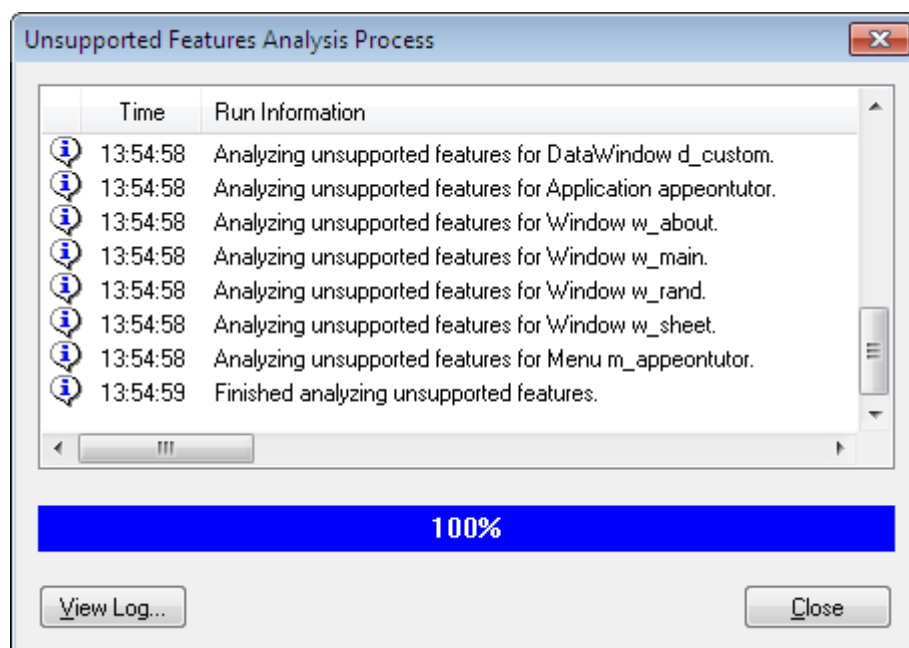 Unsupported Features Analysis Process
Time Run Information
13:54:58 Analyzing unsupported features for DataWindow d_custom.
13:54:58 Analyzing unsupported features for Application appeontutor.
13:54:58 Analyzing unsupported features for Window w_about.
13:54:58 Analyzing unsupported features for Window w_main.
13:54:58 Analyzing unsupported features for Window w_rand.
13:54:58 Analyzing unsupported features for Window w_sheet.
13:54:58 Analyzing unsupported features for Menu m_appeontutor.
13:54:59 Finished analyzing unsupported features.
100%
View Log... Close